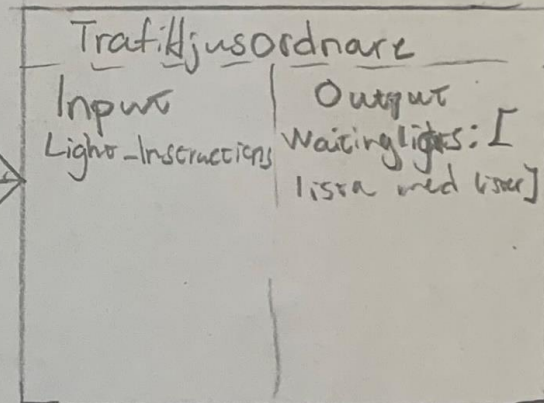 Trafikljusordnare
Input
Light_Instructions
Output
Waitinglights: [
lista med listor]